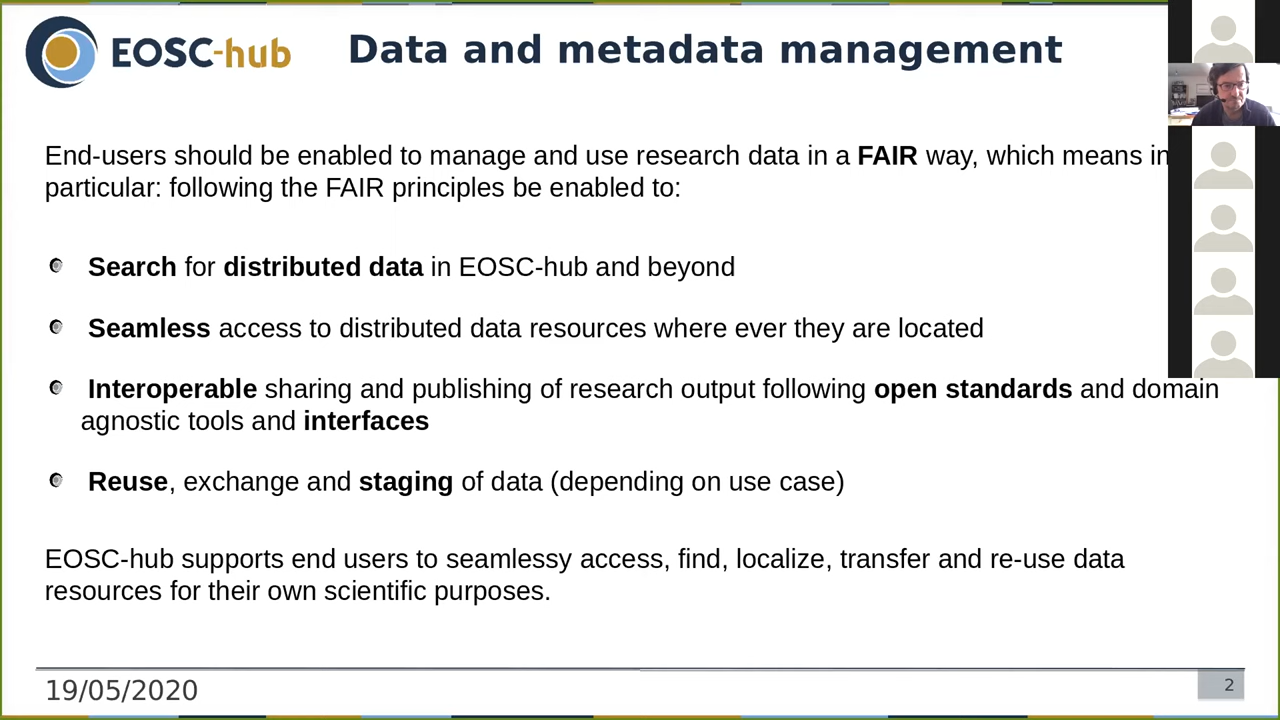 EOSC-hub
Data and metadata management
End-users should be enabled to manage and use research data in a FAIR way, which means in
particular: following the FAIR principles be enabled to:
Search for distributed data in EOSC-hub and beyond
Seamless access to distributed data resources where ever they are located
Interoperable sharing and publishing of research output following open standards and domain
agnostic tools and interfaces
Reuse, exchange and staging of data (depending on use case)
EOSC-hub supports end users to seamlessy access, find, localize, transfer and re-use data
resources for their own scientific purposes.
19/05/2020
2